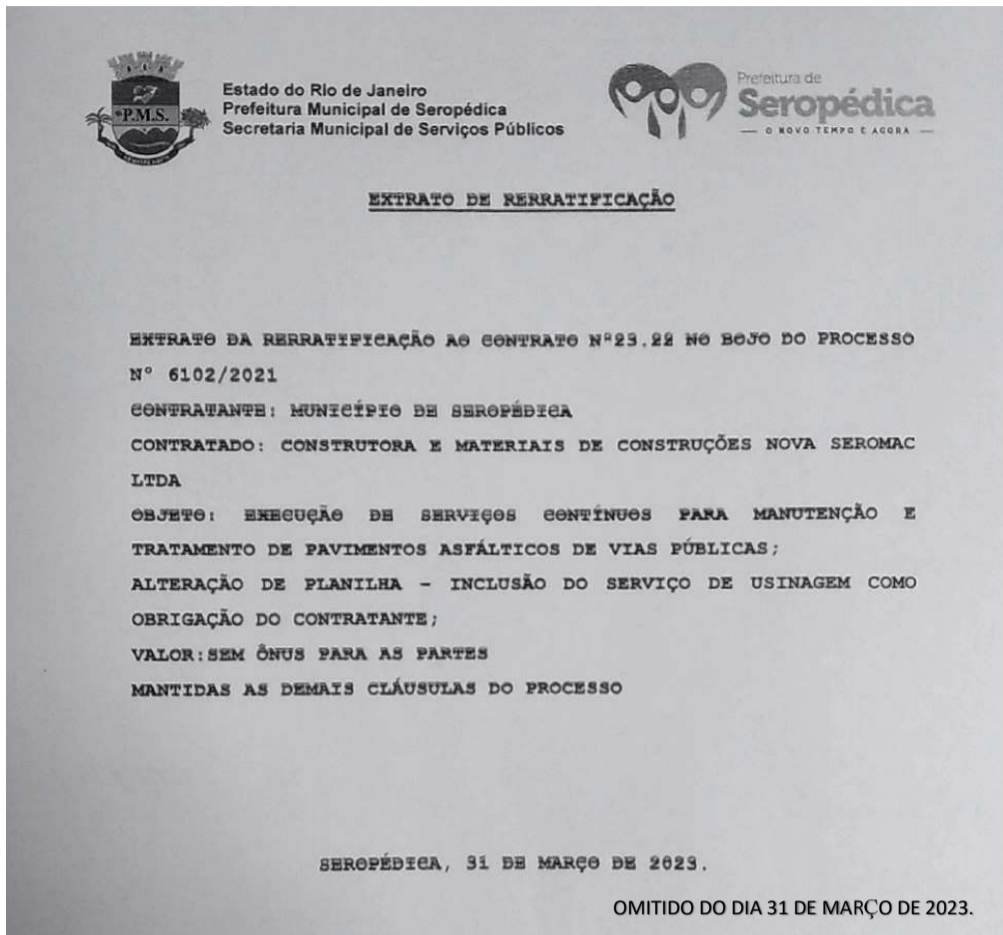 P.M.S.
Estado do Rio de Janeiro
Prefeitura Municipal de Seropédica
Secretaria Municipal de Serviços Públicos
Prefeitura de
Seropédica
O NOVO TEMPO É AGORA
EXTRATO DE RERRATIFICAÇÃO
EXTRATO DA RERRATIFICAÇÃO AO CONTRATO Nº23.22 NO BOJO DO PROCESSO
Nº 6102/2021
CONTRATANTE: MUNICÍPIO DE SEROPÉDICA
CONTRATADO: CONSTRUTORA E MATERIAIS DE CONSTRUÇÕES NOVA SEROMAC
LTDA
OBJETO: EXECUÇÃO DE SERVIÇOS CONTÍNUOS PARA MANUTENÇÃO E
TRATAMENTO DE PAVIMENTOS ASFÁLTICOS DE VIAS PÚBLICAS;
ALTERAÇÃO DE PLANILHA – INCLUSÃO DO SERVIÇO DE USINAGEM COMO
OBRIGAÇÃO DO CONTRATANTE;
VALOR:SEM ÔNUS PARA AS PARTES
MANTIDAS AS DEMAIS CLÁUSULAS DO PROCESSO
SEROPÉDICA, 31 DE MARÇO DE 2023.
OMITIDO DO DIA 31 DE MARÇO DE 2023.